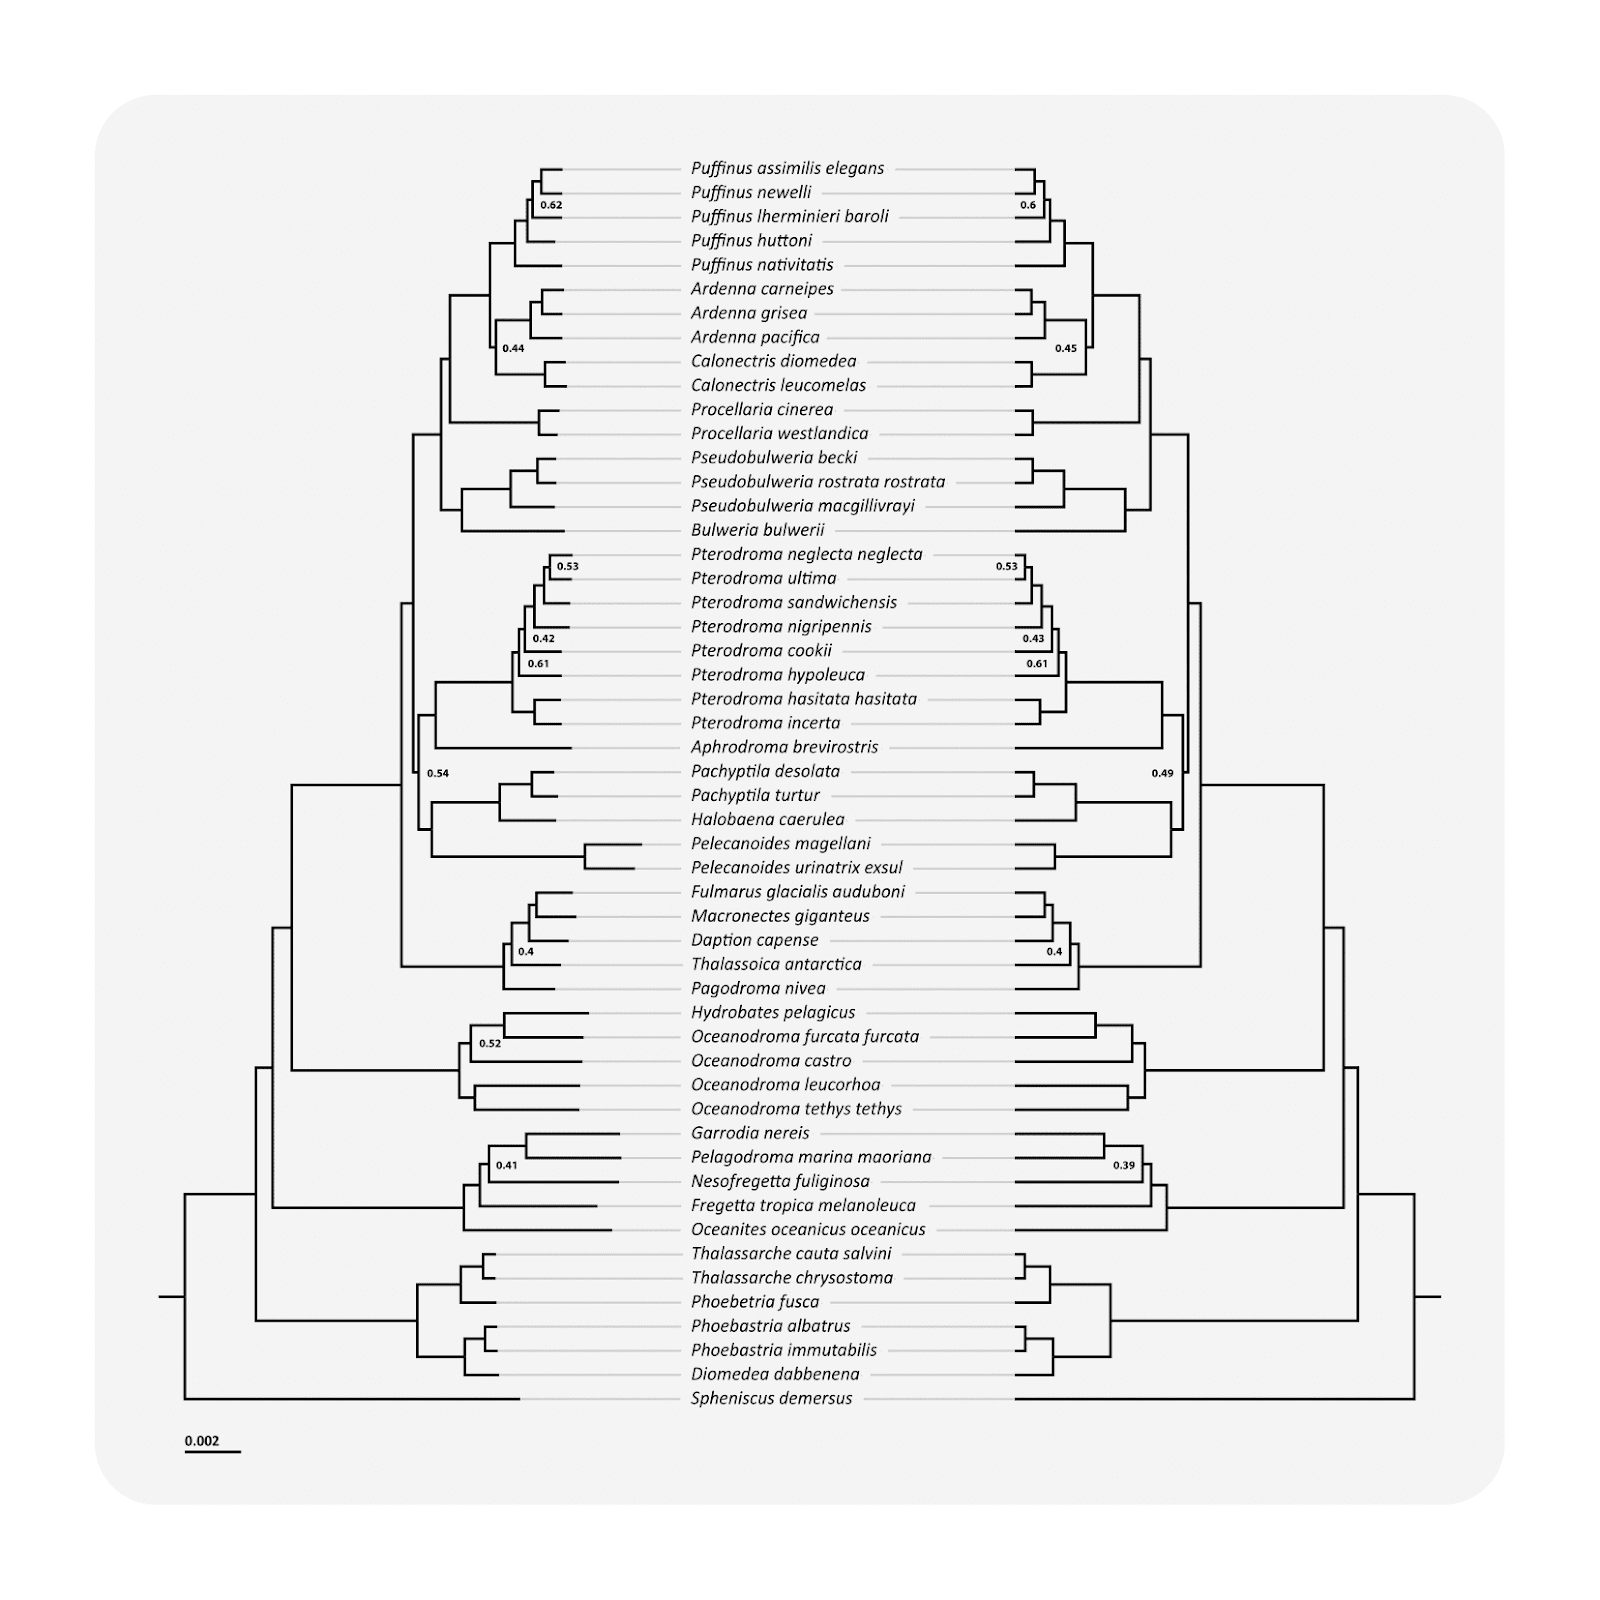 Puffinus assimilis elegans
Puffinus newelli
0.62 0.6
Puffinus lherminieri baroli
Puffinus huttoni
Puffinus nativitatis
Ardenna carneipes
Ardenna grisea
Ardenna pacifica
0.44 0.45
Calonectris diomedea
Calonectris leucomelas
Procellaria cinerea
Procellaria westlandica
Pseudobulweria becki
Pseudobulweria rostrata rostrata
Pseudobulweria macgillivrayi
Bulweria bulwerii
Pterodroma neglecta neglecta
0.53 0.53
Pterodroma ultima
Pterodroma sandwichensis
Pterodroma nigripennis
0.42 0.43
Pterodroma cookii
0.61 0.61
Pterodroma hypoleuca
Pterodroma hasitata hasitata
Pterodroma incerta
Aphrodroma brevirostris
0.54 Pachyptila desolata 0.49
Pachyptila turtur
Halobaena caerulea
Pelecanoides magellani
Pelecanoides urinatrix exsul
Fulmarus glacialis auduboni
Macronectes giganteus
Daption capense
0.4 0.4
Thalassoica antarctica
Pagodroma nivea
Hydrobates pelagicus
Oceanodroma furcata furcata
0.52
Oceanodroma castro
Oceanodroma leucorhoa
Oceanodroma tethys tethys
Garrodia nereis
Pelagodroma marina maoriana
0.41 0.39
Nesofregetta fuliginosa
Fregetta tropica melanoleuca
Oceanites oceanicus oceanicus
Thalassarche cauta salvini
Thalassarche chrysostoma
Phoebetria fusca
Phoebastria albatrus
Phoebastria immutabilis
Diomedea dabbenena
Spheniscus demersus
0.002